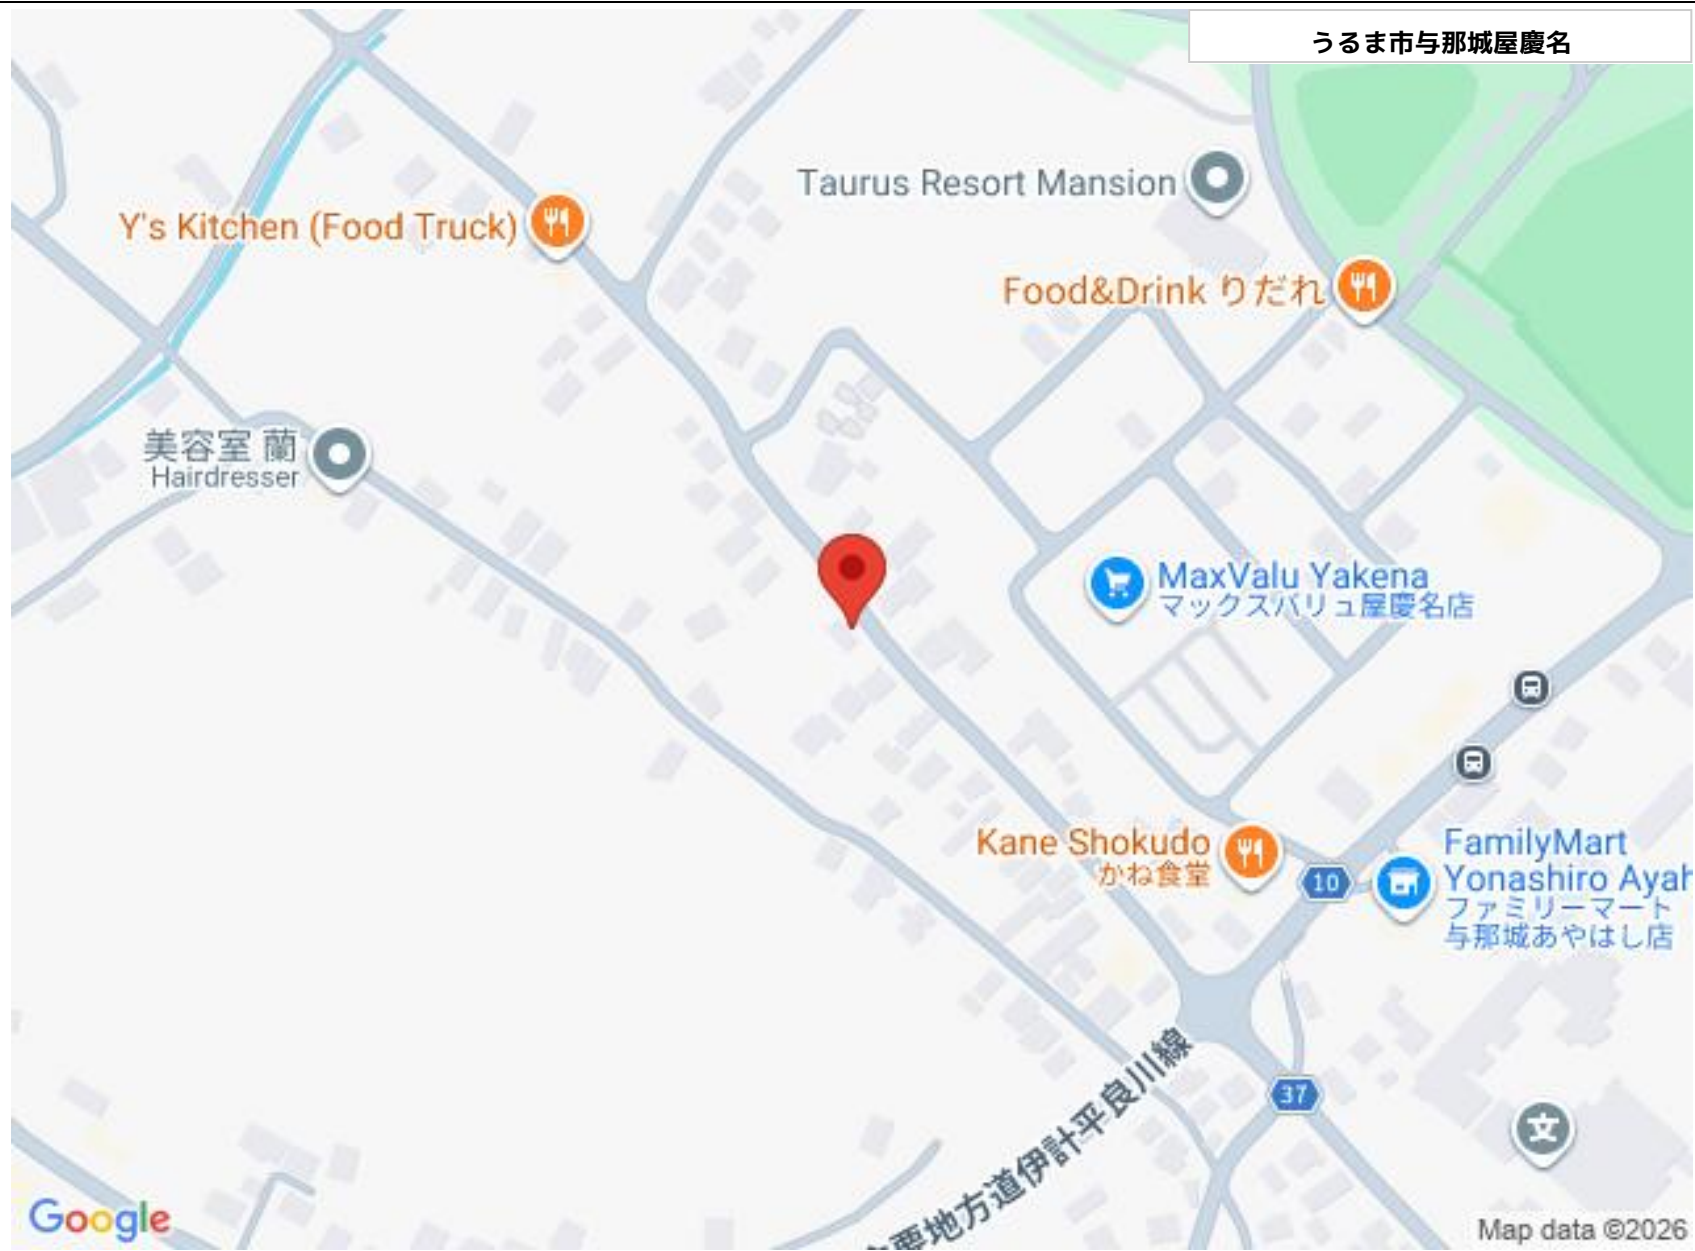 うるま市与那城屋慶名
Taurus Resort Mansion
Y's Kitchen (Food Truck)
Food&Drink りだれ
美容室 蘭
Hairdresser
MaxValu Yakena
マックスバリュ屋慶名店
Kane Shokudo
かね食堂
10
FamilyMart
Yonashiro Ayah
ファミリーマート
与那城あやはし店
37
文
要地方道伊計平良川線
Google
Map data ©2026